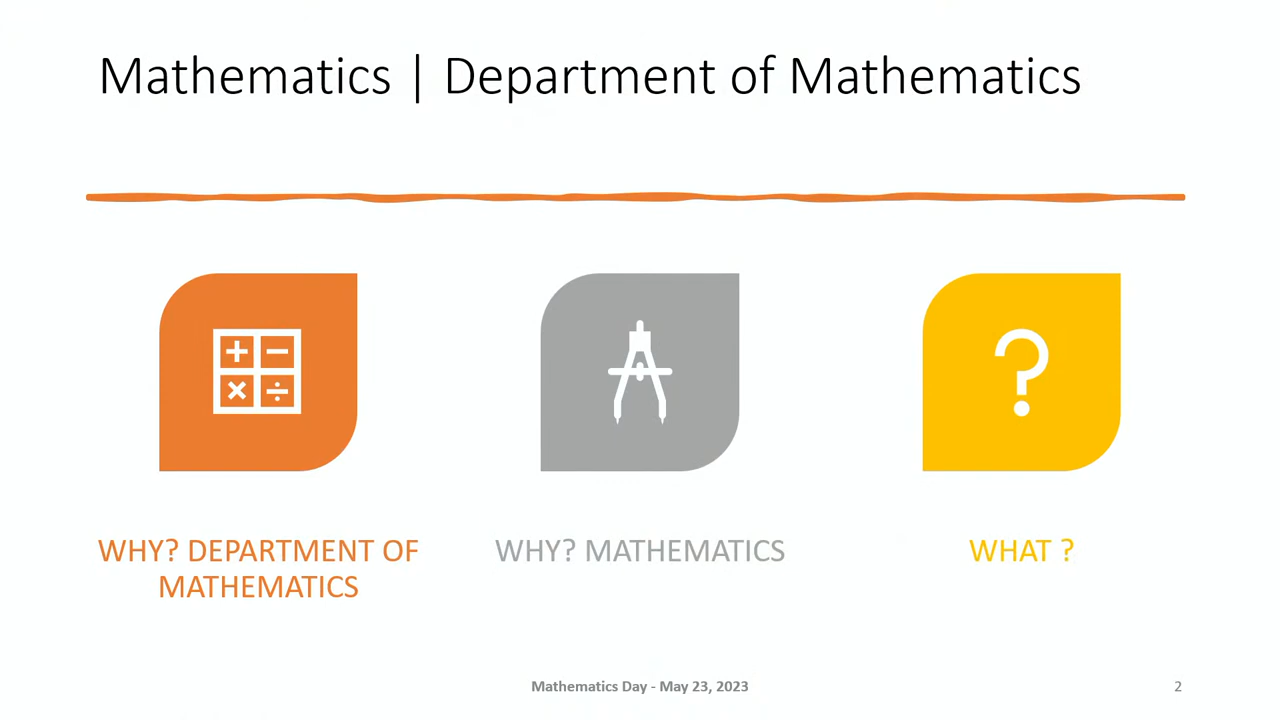 Mathematics | Department of Mathematics
WHY? DEPARTMENT OF
MATHEMATICS
WHY? MATHEMATICS
WHAT ?
Mathematics Day - May 23, 2023
2